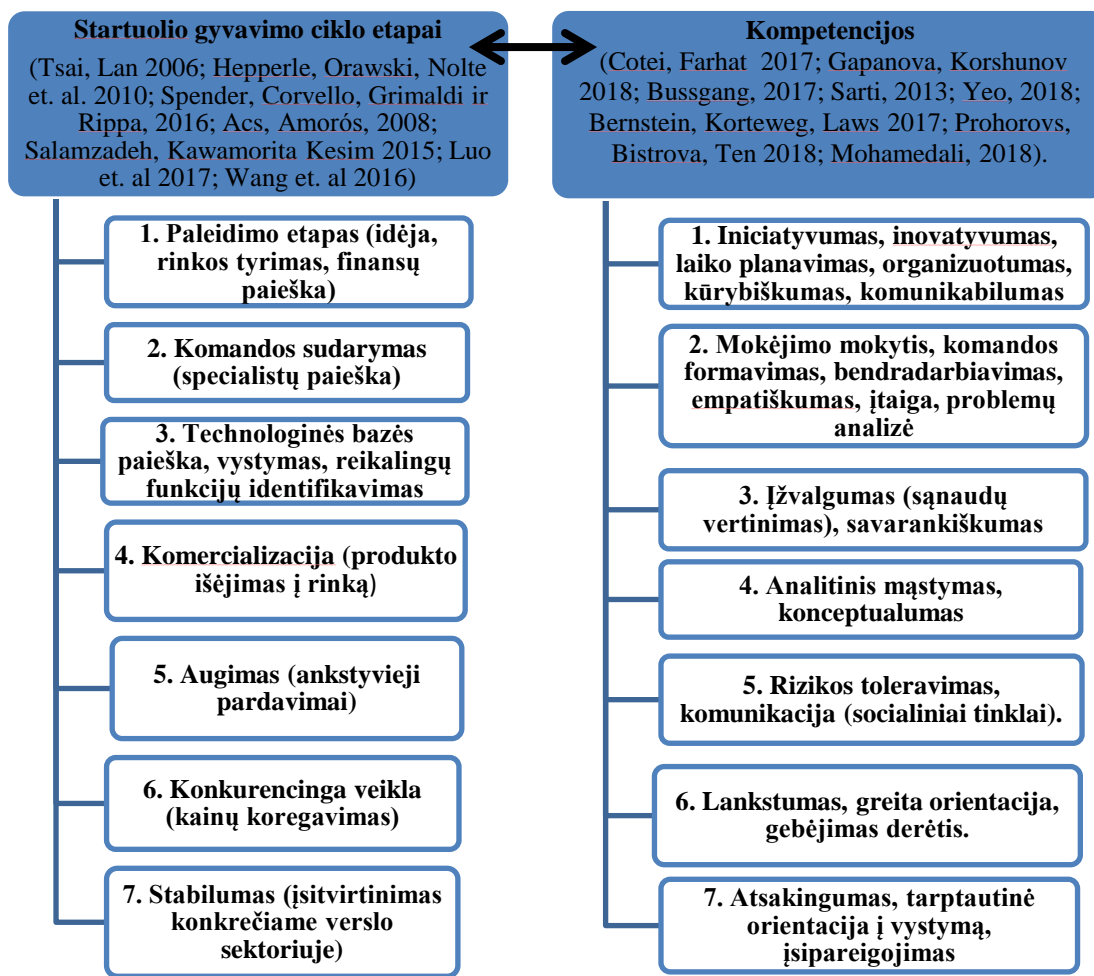 Startuolio gyvavimo ciklo etapai
(Tsai, Lan 2006; Hepperle, Orawski, Nolte
et. al. 2010; Spender, Corvello, Grimaldi ir
Rippa, 2016; Acs, Amorós, 2008;
Salamzadeh, Kawamorita Kesim 2015; Luo
et. al 2017; Wang et. al 2016)
1. Paleidimo etapas (idėja,
rinkos tyrimas, finansų
paieška)
2. Komandos sudarymas
(specialistų paieška)
3. Technologinės bazės
paieška, vystymas, reikalingų
funkcijų identifikavimas
4. Komercializacija (produkto
išėjimas į rinką)
5. Augimas (ankstyvieji
pardavimai)
6. Konkurencinga veikla
(kainų koregavimas)
7. Stabilumas (įsitvirtinimas
konkrečiame verslo
sektoriuje)
Kompetencijos
(Cotei, Farhat 2017; Gapanova, Korshunov
2018; Bussgang, 2017; Sarti, 2013; Yeo, 2018;
Bernstein, Korteweg, Laws 2017; Prohorovs,
Bistrova, Ten 2018; Mohamedali, 2018).
1. Iniciatyvumas, inovatyvumas,
laiko planavimas, organizuotumas,
kūrybiškumas, komunikabilumas
2. Mokėjimo mokytis, komandos
formavimas, bendradarbiavimas,
empatiškumas, įtaiga, problemų
analizė
3. Įžvalgumas (sąnaudų
vertinimas), savarankiškumas
4. Analitinis mąstymas,
konceptualumas
5. Rizikos toleravimas,
komunikacija (socialiniai tinklai).
6. Lankstumas, greita orientacija,
gebėjimas derėtis.
7. Atsakingumas, tarptautinė
orientacija į vystymą,
įsipareigojimas